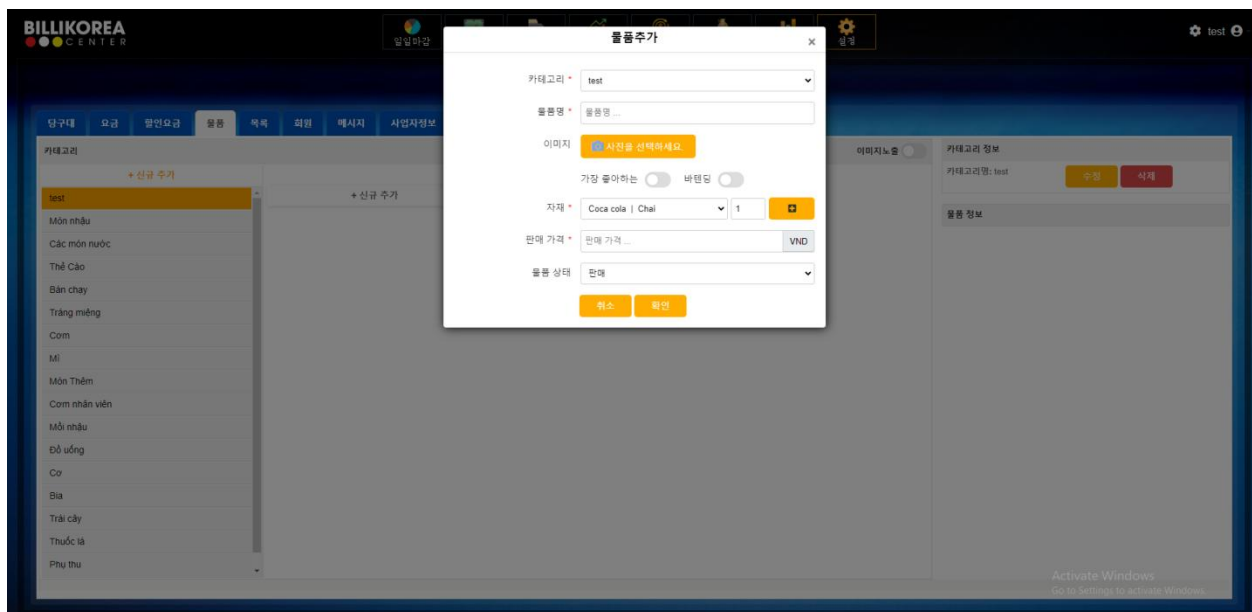 BILLIKOREA
CENTER
일일마감
설정
test
물품추가
×
카테고리 *
test
물품명 *
물품명 ...
이미지
사진을 선택하세요.
가장 좋아하는
바텐딩
자재 *
Coca cola | Chai
1
판매 가격 *
판매 가격 ...
VND
물품 상태
판매
취소
확인
당구대
요금
할인요금
물품
목록
회원
메시지
사업자정보
카테고리
이미지노출
+ 신규 추가
+ 신규 추가
test
Món nhậu
Các món nước
Thẻ Cào
Bán chạy
Tráng miệng
Cơm
Mì
Món Thêm
Cơm nhân viên
Mồi nhậu
Đồ uống
Cơ
Bia
Trái cây
Thuốc lá
Phụ thu
카테고리 정보
카테고리명: test
수정
삭제
물품 정보
Activate Windows
Go to Settings to activate Windows.